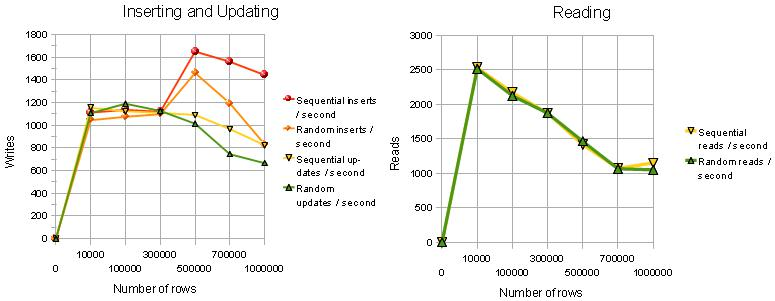 Inserting and Updating
1800
1600
1400
1200
1000
800
600
400
200
0
Writes
10000
300000
700000
0
100000
500000
1000000
Number of rows
Sequential inserts
/ second
Random inserts /
second
Sequential up-
dates / second
Random
updates / second
Reading
3000
2500
2000
1500
1000
500
0
Reads
10000
300000
700000
0
100000
500000
1000000
Number of rows
Sequential
reads / second
Random reads /
second